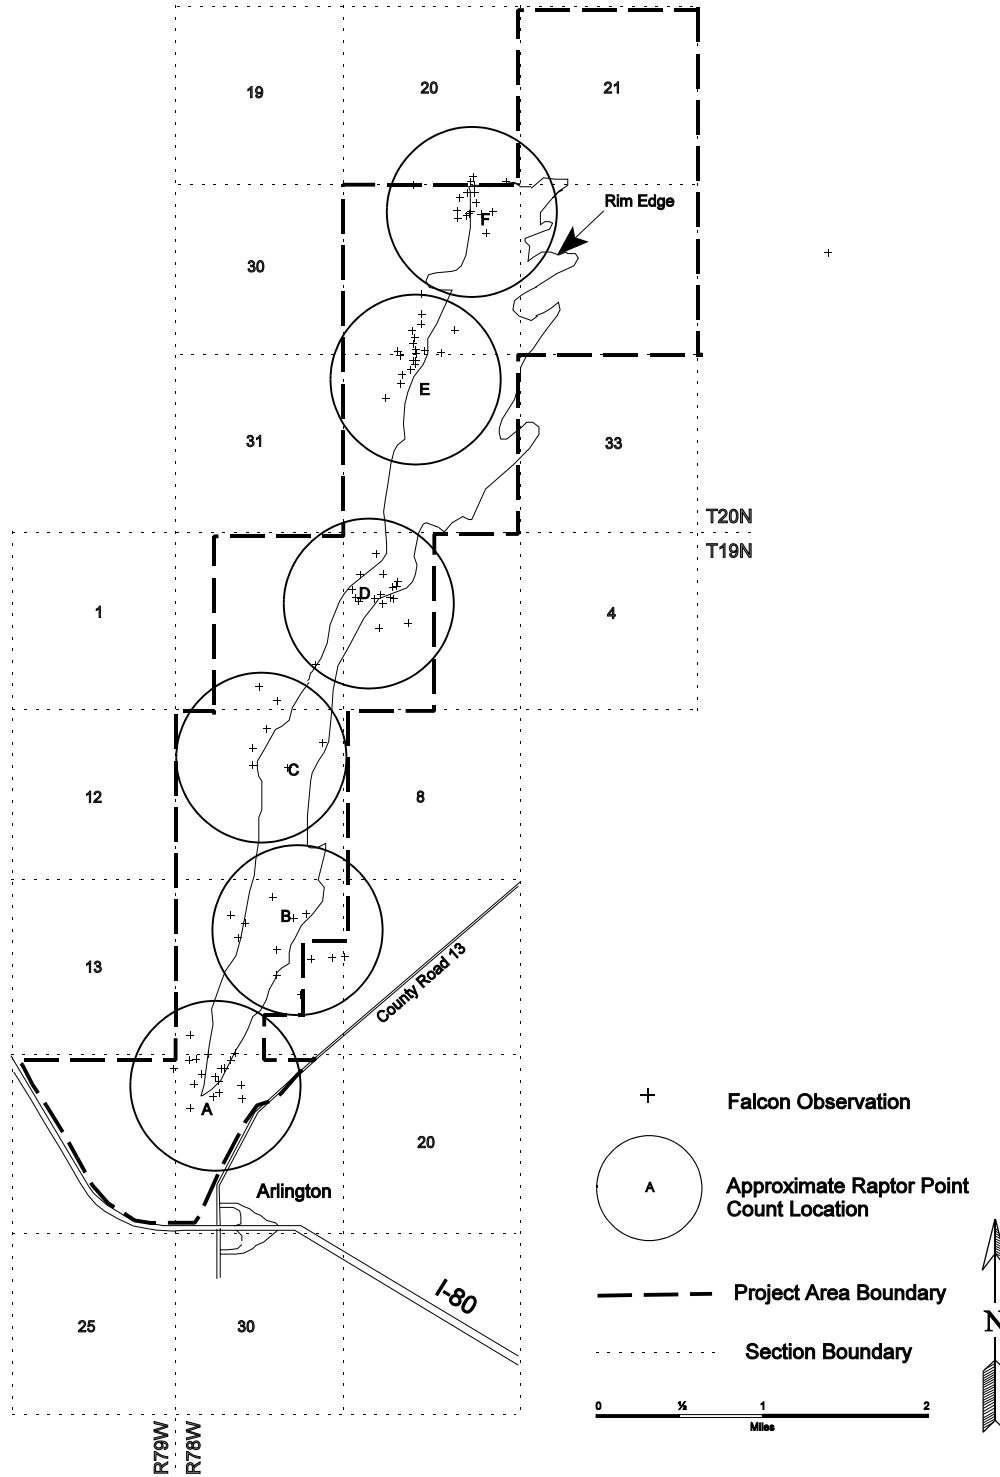 19
20
21
F
Rim Edge
30
E
31
33
T20N
T19N
D
1
4
C
12
8
B
13
County Road 13
A
20
Arlington
I-80
25
30
Falcon Observation
A
Approximate Raptor Point
Count Location
Project Area Boundary
Section Boundary
0 ½ 1 2
Miles
N
R79W
R78W